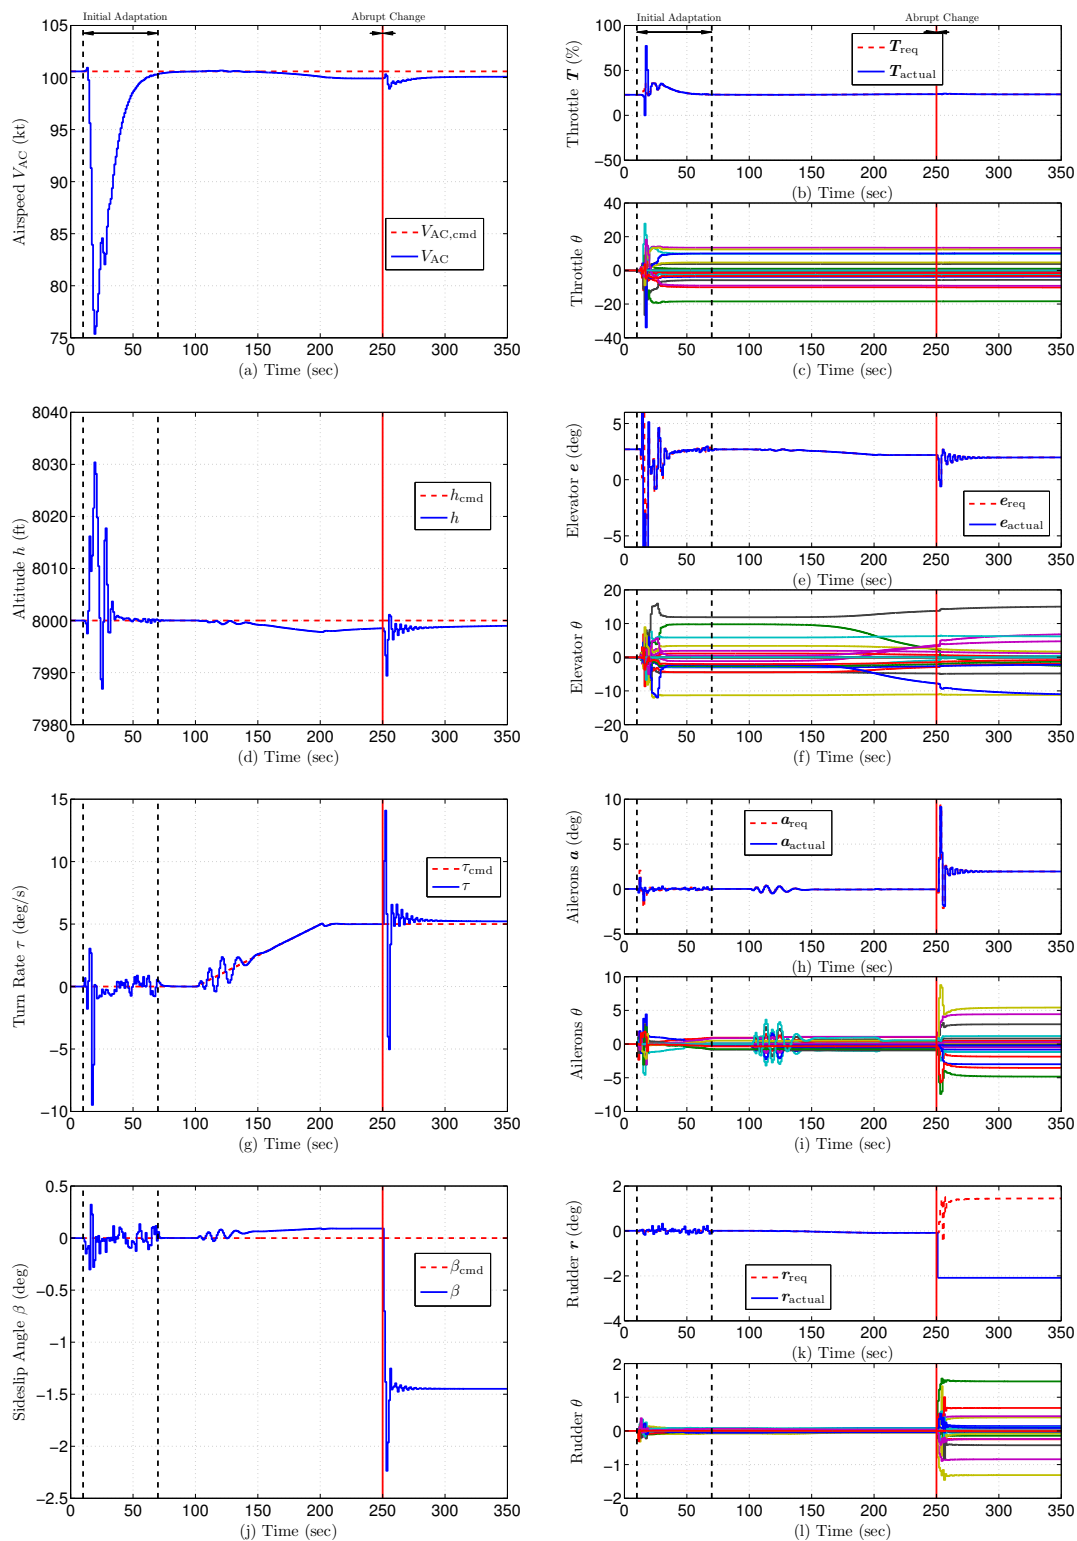 Initial Adaptation
Abrupt Change
105
100
95
90
85
80
75
0 50 100 150 200 250 300 350
Airspeed V_AC (kt)
V_AC,cmd
V_AC
(a) Time (sec)
Initial Adaptation
Abrupt Change
100
50
0
−50
0 50 100 150 200 250 300 350
Throttle T (%)
T_req
T_actual
(b) Time (sec)
40
20
0
−20
−40
0 50 100 150 200 250 300 350
Throttle θ
(c) Time (sec)
8040
8030
8020
8010
8000
7990
7980
0 50 100 150 200 250 300 350
Altitude h (ft)
h_cmd
h
(d) Time (sec)
5
0
−5
0 50 100 150 200 250 300 350
Elevator e (deg)
e_req
e_actual
(e) Time (sec)
20
10
0
−10
−20
0 50 100 150 200 250 300 350
Elevator θ
(f) Time (sec)
15
10
5
0
−5
−10
0 50 100 150 200 250 300 350
Turn Rate τ (deg/s)
τ_cmd
τ
(g) Time (sec)
10
5
0
−5
0 50 100 150 200 250 300 350
Ailerons a (deg)
a_req
a_actual
(h) Time (sec)
10
5
0
−5
−10
0 50 100 150 200 250 300 350
Ailerons θ
(i) Time (sec)
0.5
0
−0.5
−1
−1.5
−2
−2.5
0 50 100 150 200 250 300 350
Sideslip Angle β (deg)
β_cmd
β
(j) Time (sec)
2
0
−2
−4
0 50 100 150 200 250 300 350
Rudder r (deg)
r_req
r_actual
(k) Time (sec)
2
1
0
−1
−2
0 50 100 150 200 250 300 350
Rudder θ
(l) Time (sec)